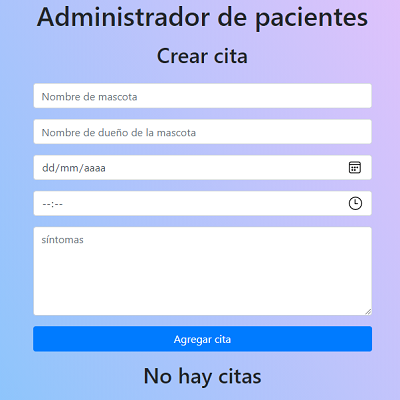 Administrador de pacientes
Crear cita
Nombre de mascota
Nombre de dueño de la mascota
dd/mm/aaaa
--:--
síntomas
Agregar cita
No hay citas